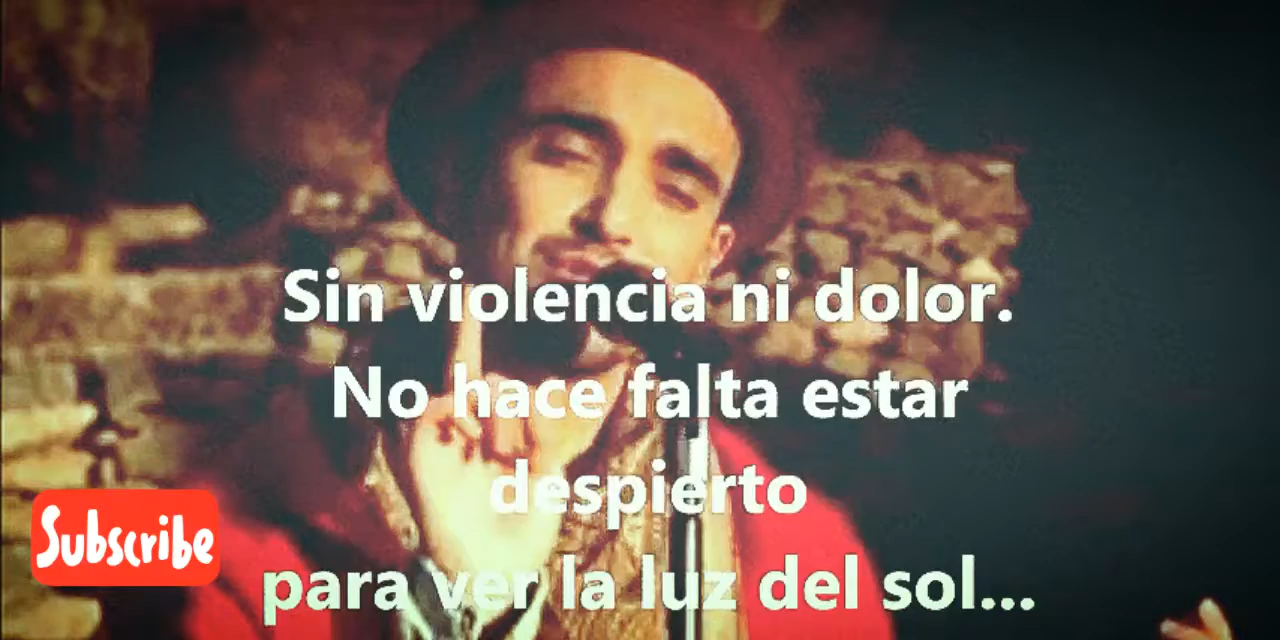 Sin violencia ni dolor.
No hace falta estar
despierto
para ver la luz del sol...
Subscribe